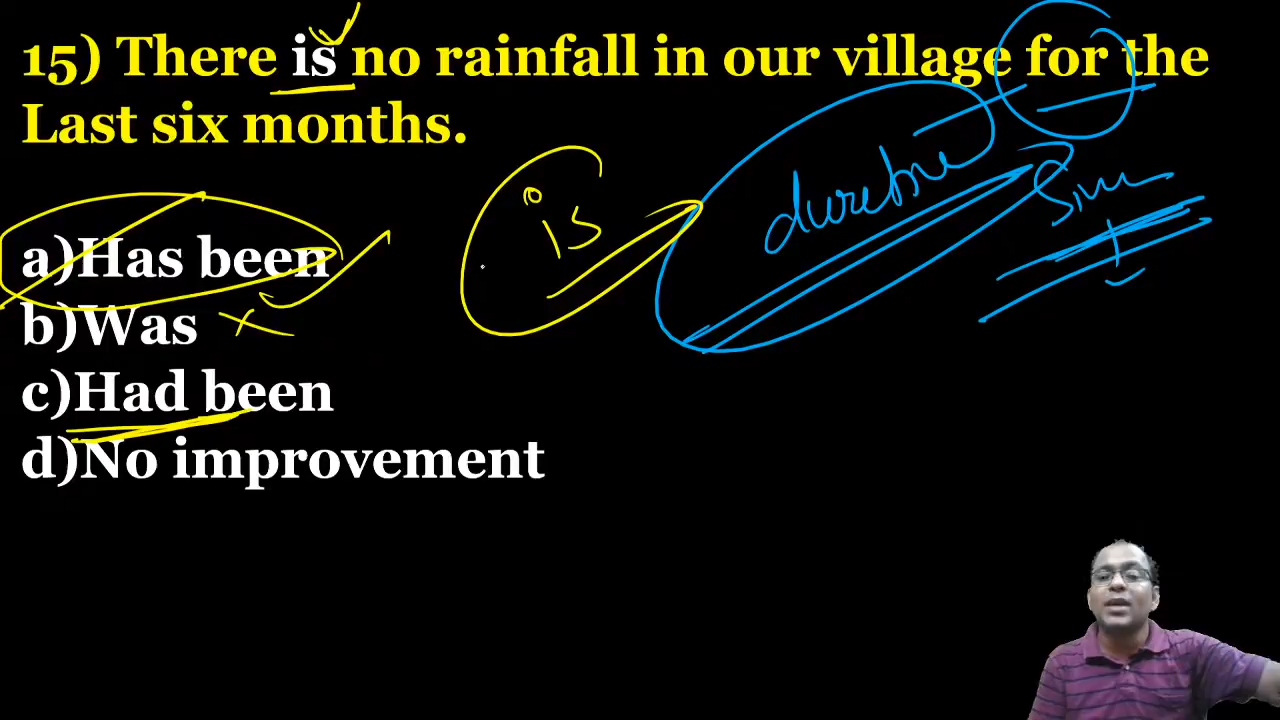 15) There is no rainfall in our village for the
Last six months.
is
duration
Since
a)Has been
b)Was
c)Had been
d)No improvement